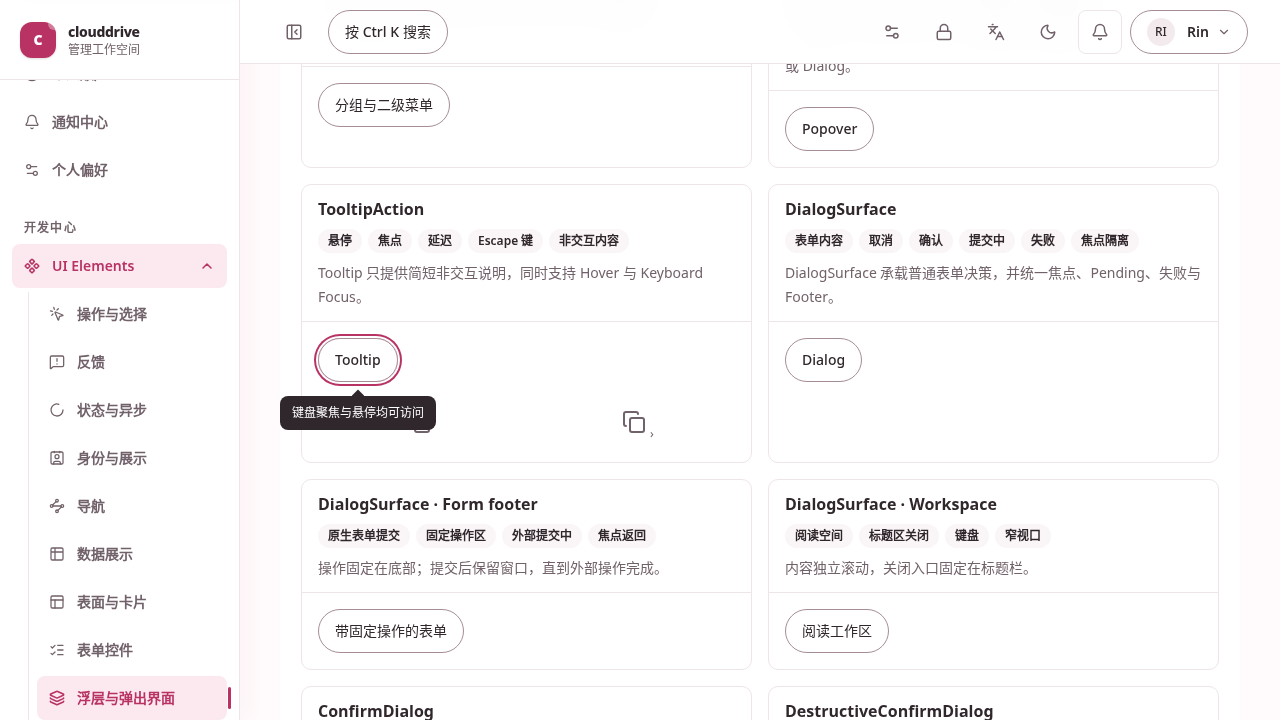 C
clouddrive
管理工作空间
按 Ctrl K 搜索
RI
Rin
通知中心
个人偏好
开发中心
UI Elements
操作与选择
反馈
状态与异步
身份与展示
导航
数据展示
表面与卡片
表单控件
浮层与弹出界面
分组与二级菜单
或 Dialog。
Popover
TooltipAction
悬停
焦点
延迟
Escape 键
非交互内容
Tooltip 只提供简短非交互说明，同时支持 Hover 与 Keyboard
Focus。
Tooltip
键盘聚焦与悬停均可访问
DialogSurface
表单内容
取消
确认
提交中
失败
焦点隔离
DialogSurface 承载普通表单决策，并统一焦点、Pending、失败与
Footer。
Dialog
DialogSurface · Form footer
原生表单提交
固定操作区
外部提交中
焦点返回
操作固定在底部；提交后保留窗口，直到外部操作完成。
带固定操作的表单
DialogSurface · Workspace
阅读空间
标题区关闭
键盘
窄视口
内容独立滚动，关闭入口固定在标题栏。
阅读工作区
ConfirmDialog
DestructiveConfirmDialog